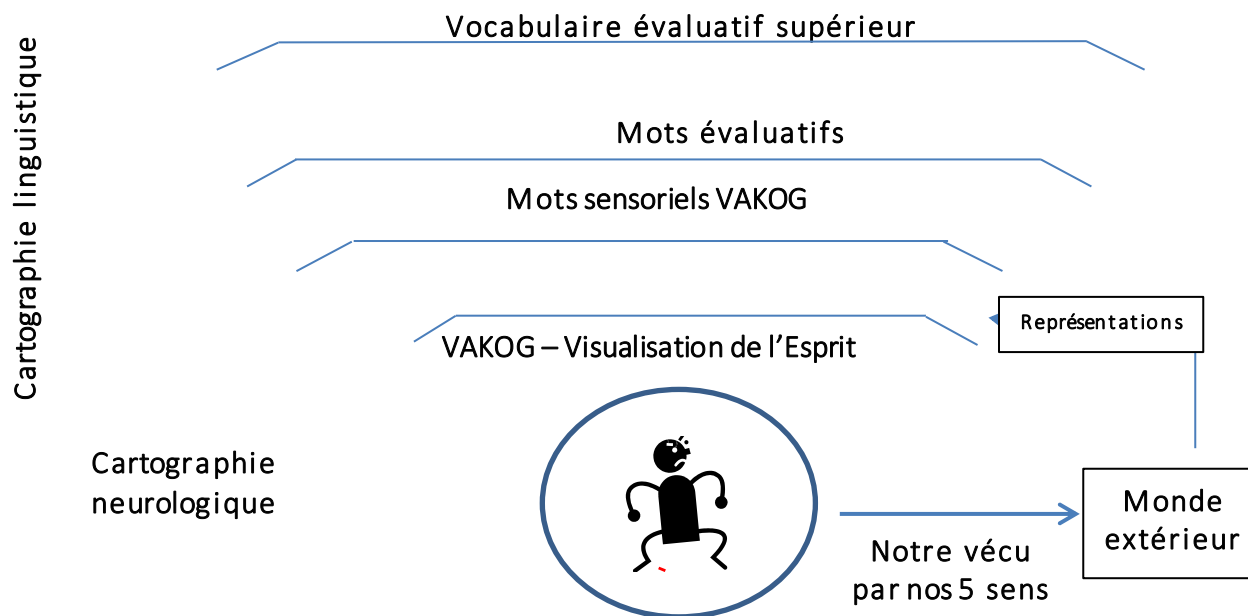 Vocabulaire évaluatif supérieur
Cartographie linguistique
Mots évaluatifs
Mots sensoriels VAKOG
Représentations
VAKOG – Visualisation de l’Esprit
Cartographie
neurologique
Monde
extérieur
Notre vécu
par nos 5 sens